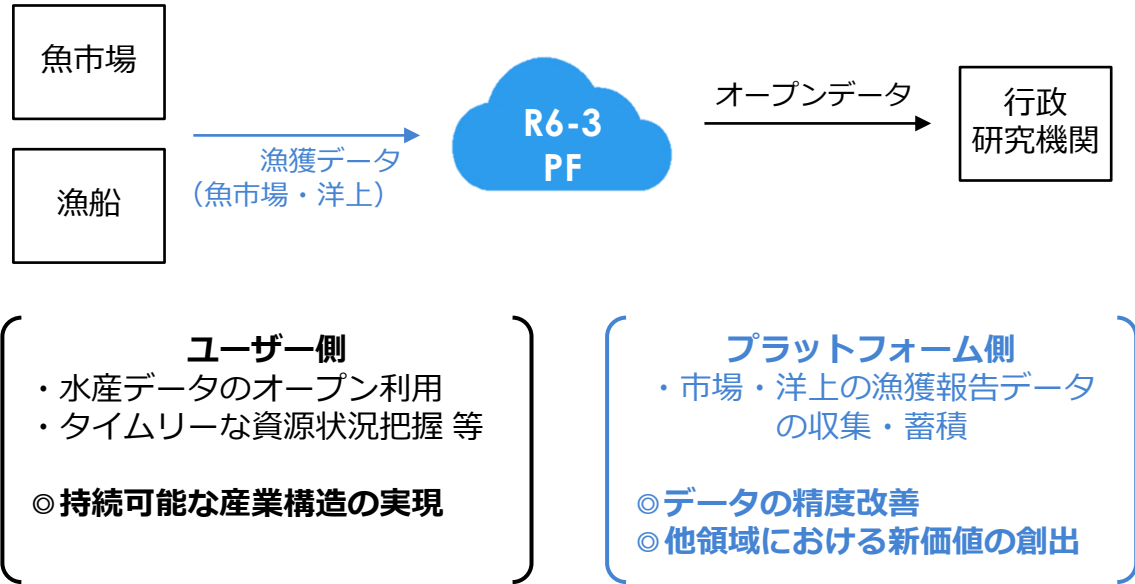 魚市場
漁船
漁獲データ
(魚市場・洋上)
R6-3
PF
オープンデータ
行政
研究機関
ユーザー側
・水産データのオープン利用
・タイムリーな資源状況把握 等
◎持続可能な産業構造の実現
プラットフォーム側
・市場・洋上の漁獲報告データ
の収集・蓄積
◎データの精度改善
◎他領域における新価値の創出